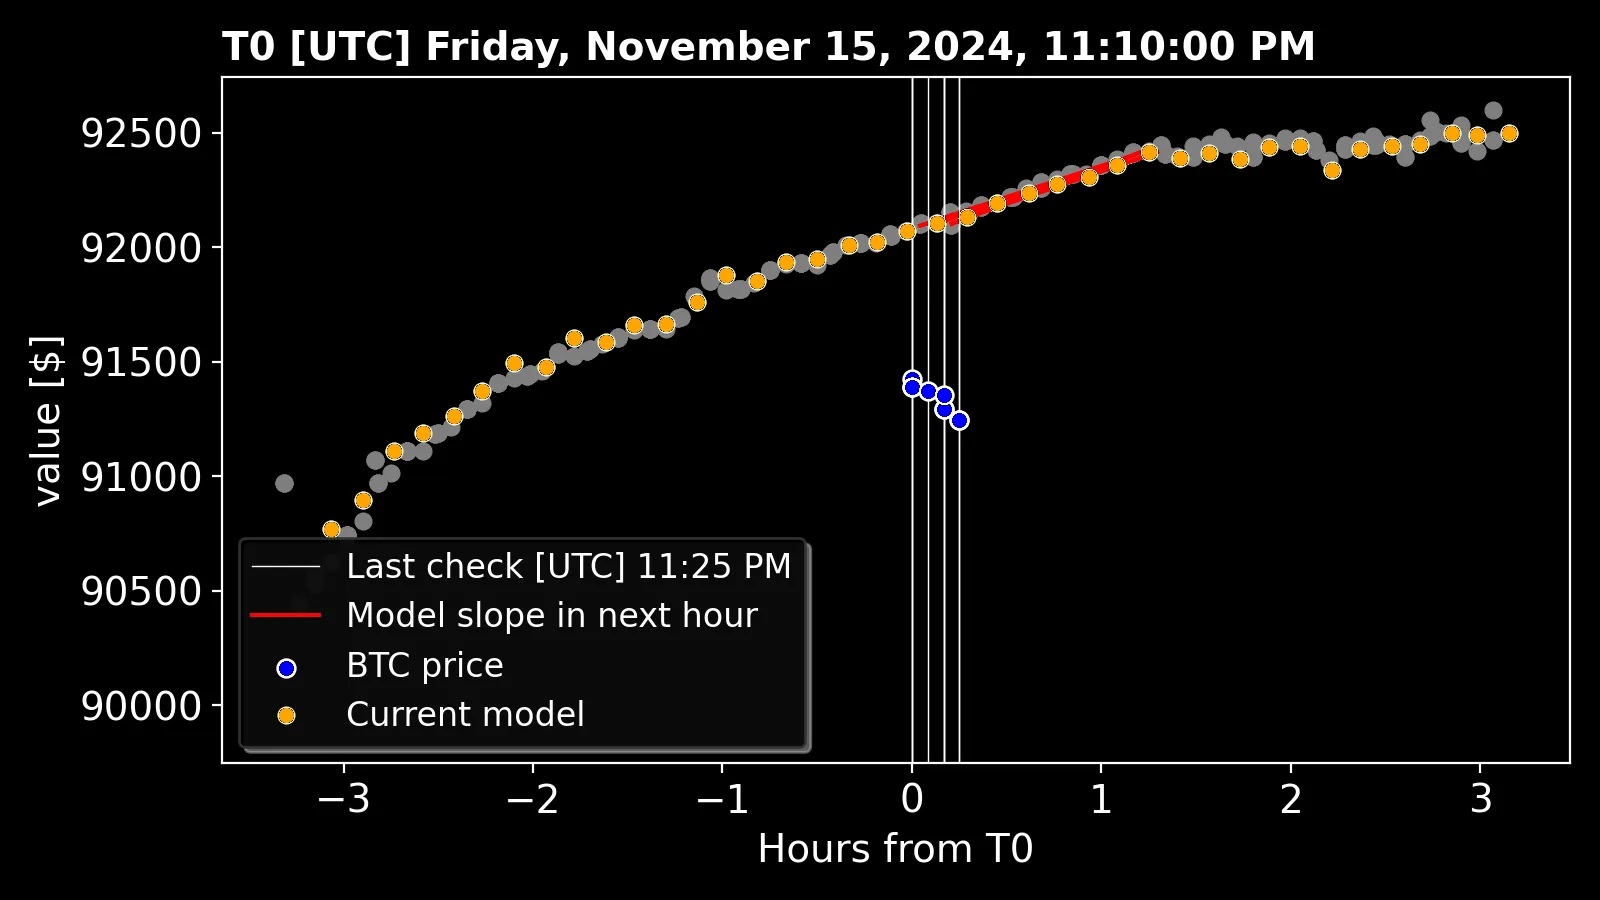 T0 [UTC] Friday, November 15, 2024, 11:10:00 PM
value [$]
92500
92000
91500
91000
90500
90000
Last check [UTC] 11:25 PM
Model slope in next hour
BTC price
Current model
−3 −2 −1 0 1 2 3
Hours from T0